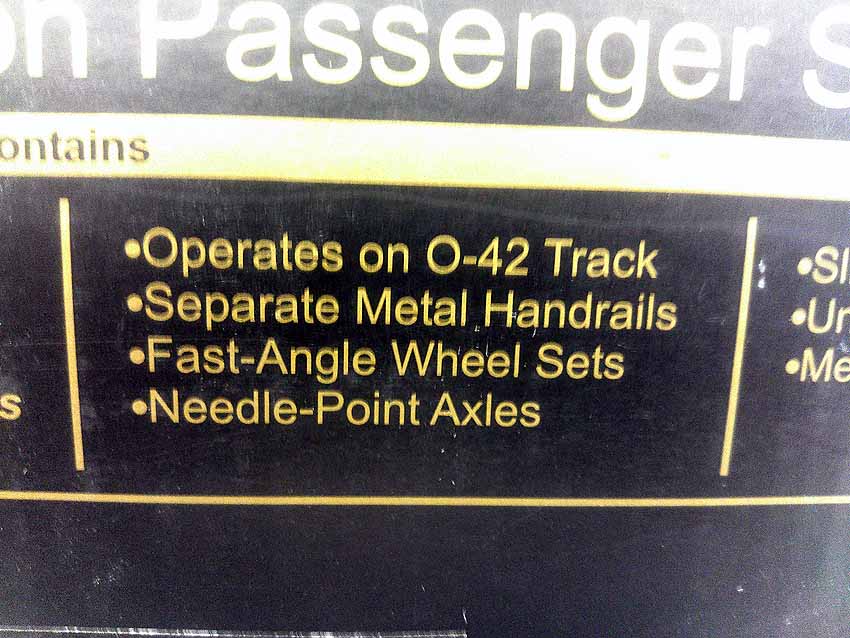 Passenger
ontains
•Operates on O-42 Track
•Separate Metal Handrails
•Fast-Angle Wheel Sets
•Needle-Point Axles